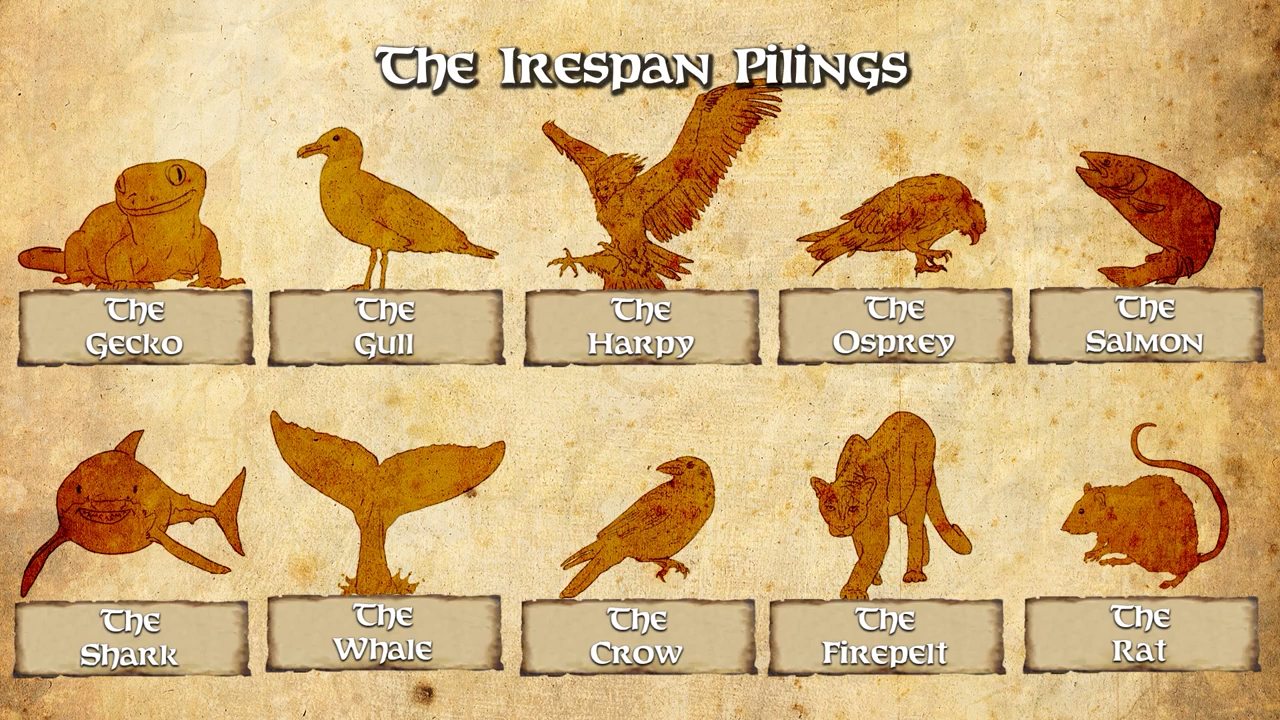 The Irespan Pilings
The
Gecko
The
Gull
The
Harpy
The
Osprey
The
Salmon
The
Shark
The
Whale
The
Crow
The
Firepelt
The
Rat